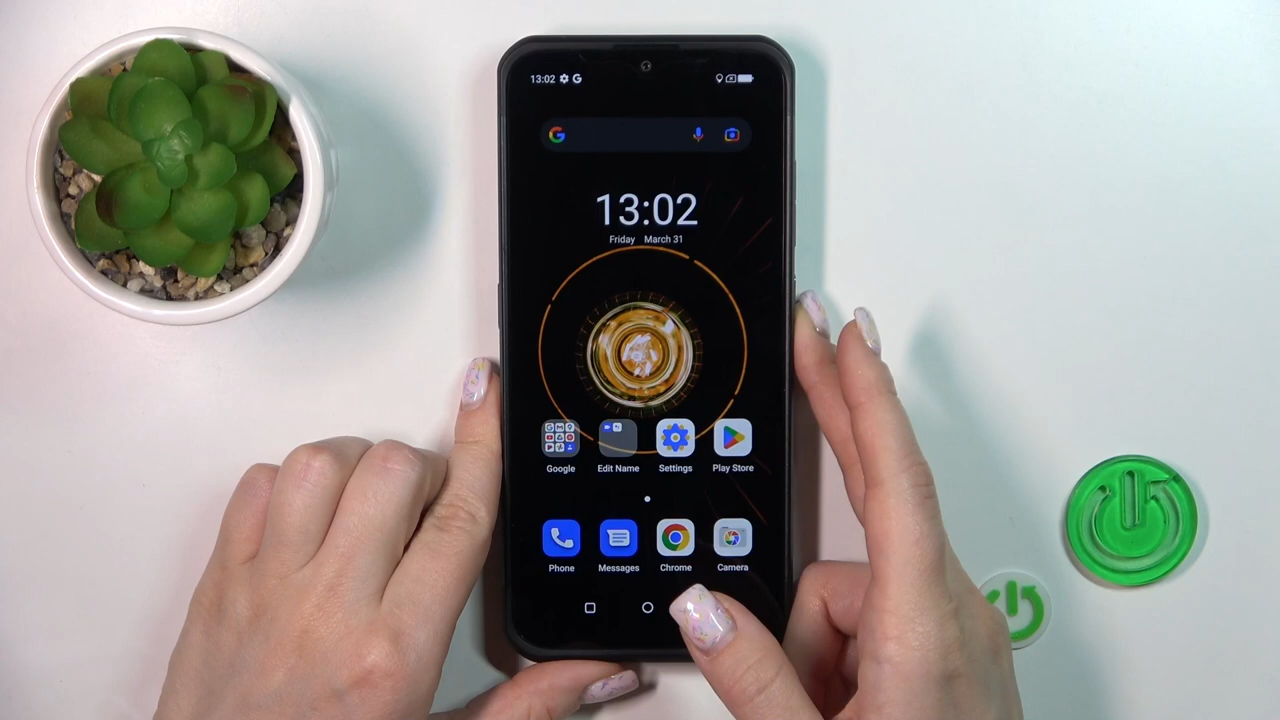 13:02
13:02
Friday March 31
Google Edit Name Settings Play Store
Phone Messages Chrome Camera